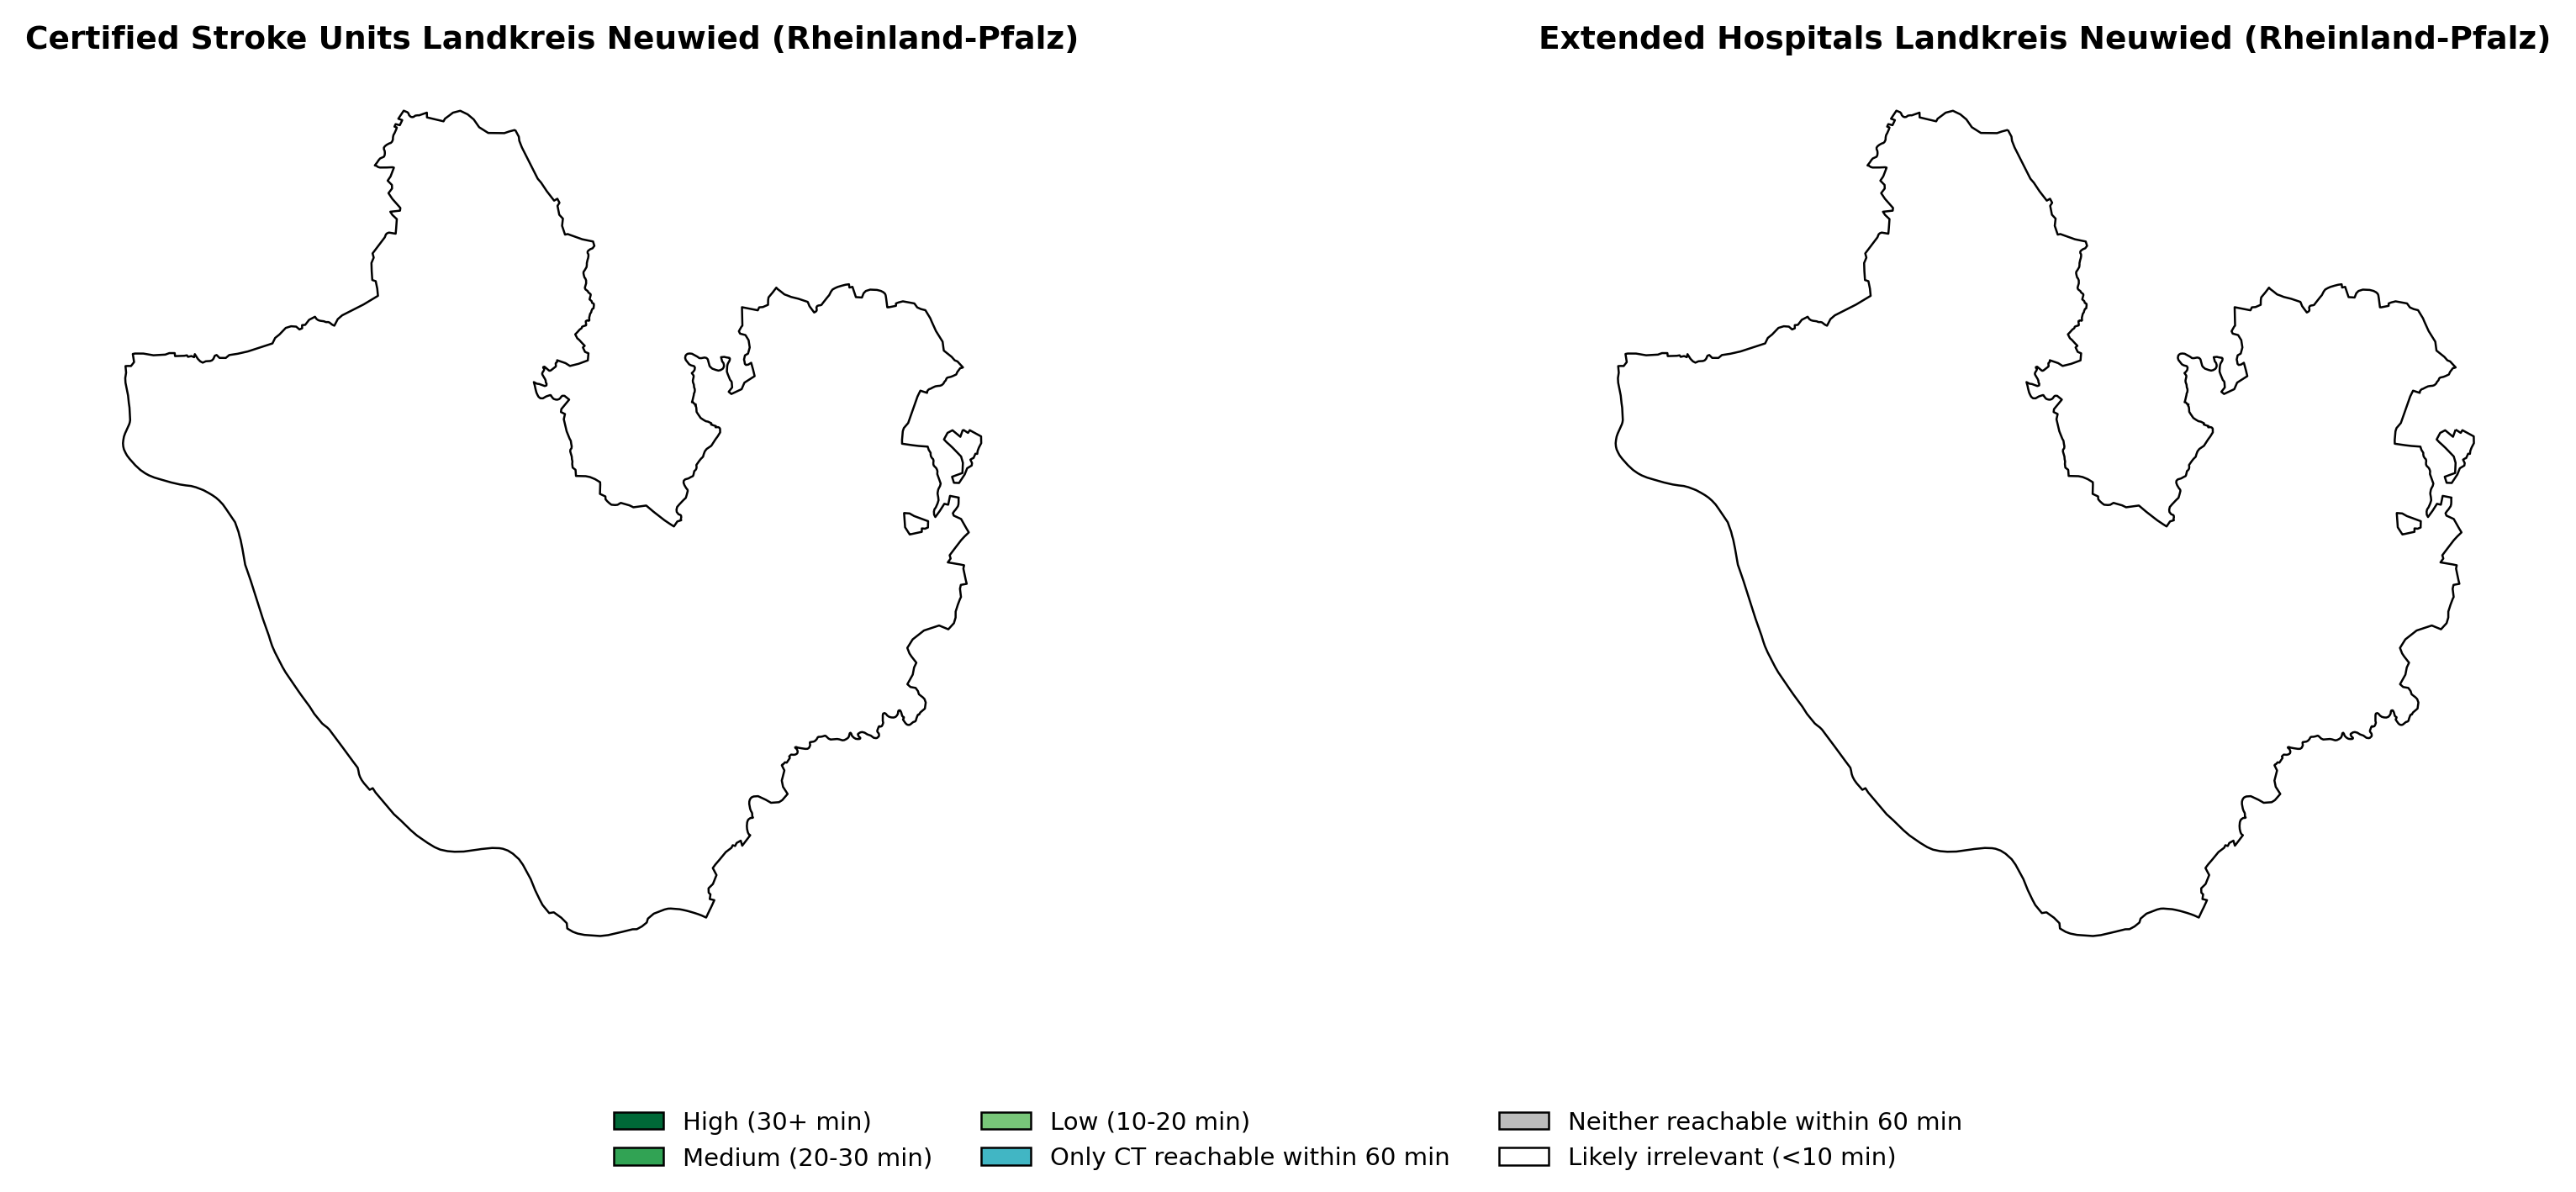 Certified Stroke Units Landkreis Neuwied (Rheinland-Pfalz)
Extended Hospitals Landkreis Neuwied (Rheinland-Pfalz)
High (30+ min)
Medium (20-30 min)
Low (10-20 min)
Only CT reachable within 60 min
Neither reachable within 60 min
Likely irrelevant (<10 min)